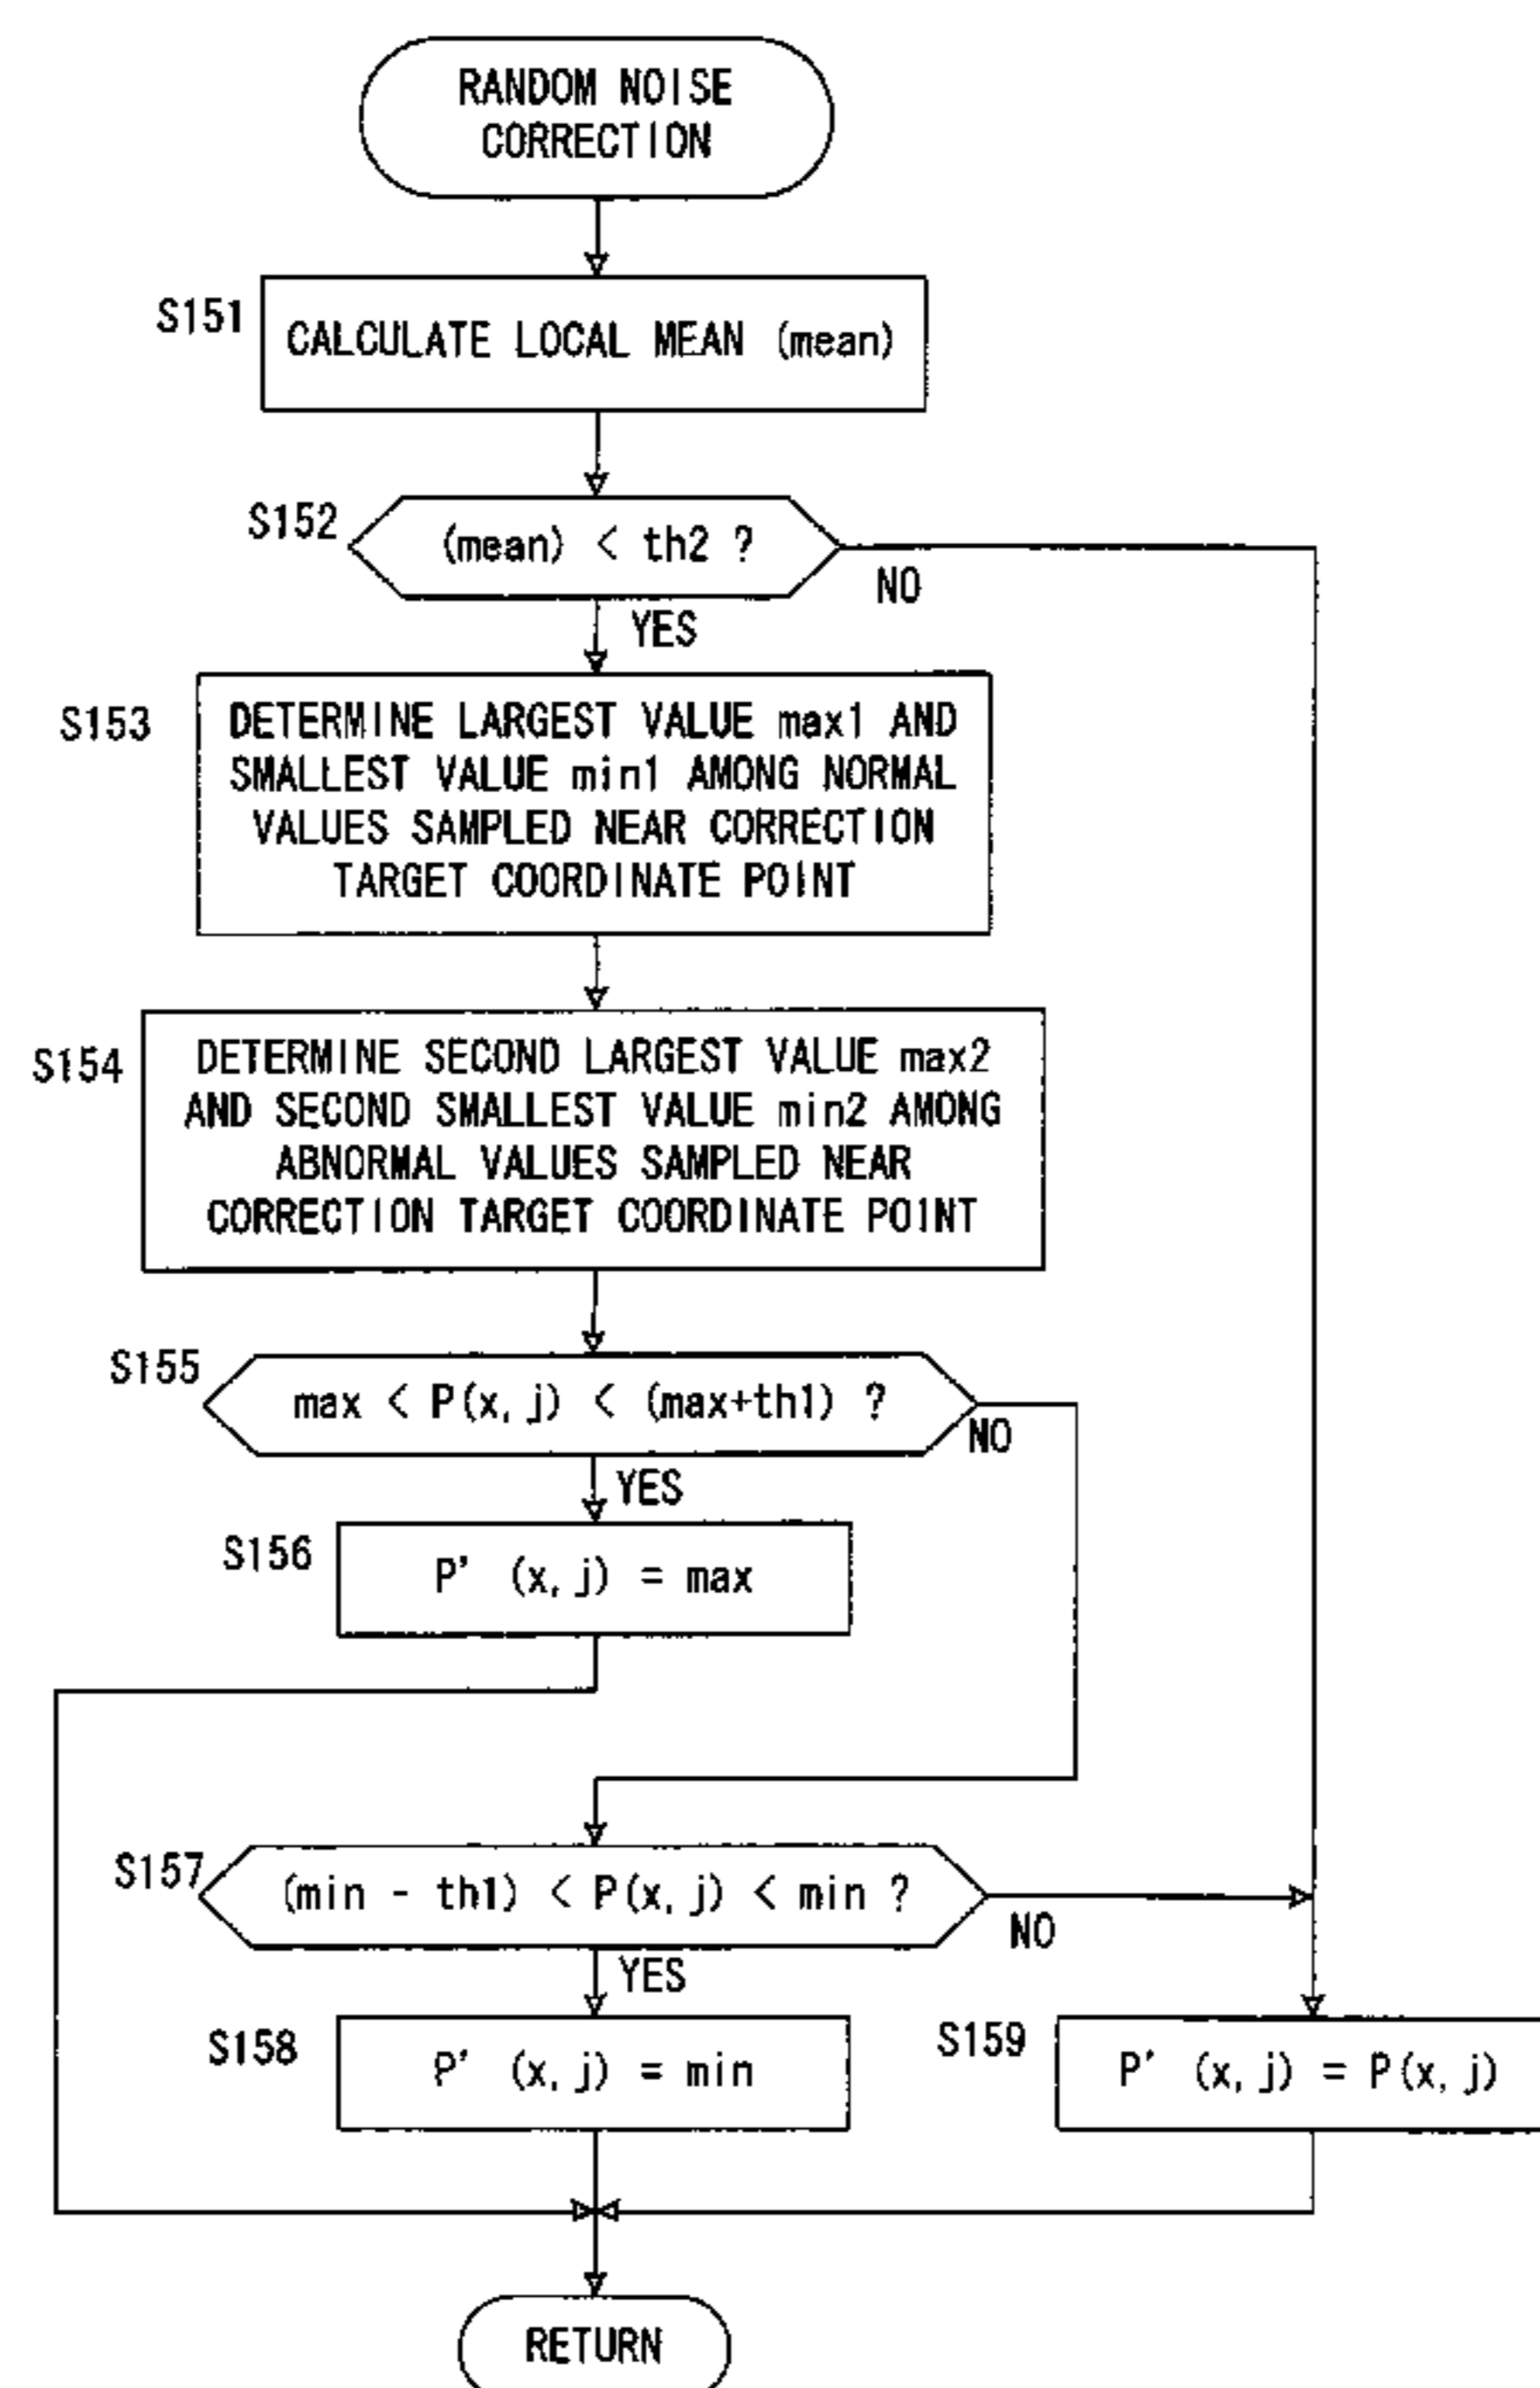 RANDOM NOISE
CORRECTION
S151
CALCULATE LOCAL MEAN (mean)
S152
(mean) < th2 ?
NO
YES
S153
DETERMINE LARGEST VALUE max1 AND
SMALLEST VALUE min1 AMONG NORMAL
VALUES SAMPLED NEAR CORRECTION
TARGET COORDINATE POINT
S154
DETERMINE SECOND LARGEST VALUE max2
AND SECOND SMALLEST VALUE min2 AMONG
ABNORMAL VALUES SAMPLED NEAR
CORRECTION TARGET COORDINATE POINT
S155
max < P(x, j) < (max+th1) ?
NO
YES
S156
P' (x, j) = max
S157
(min - th1) < P(x, j) < min ?
NO
YES
S158
P' (x, j) = min
S159
P' (x, j) = P(x, j)
RETURN